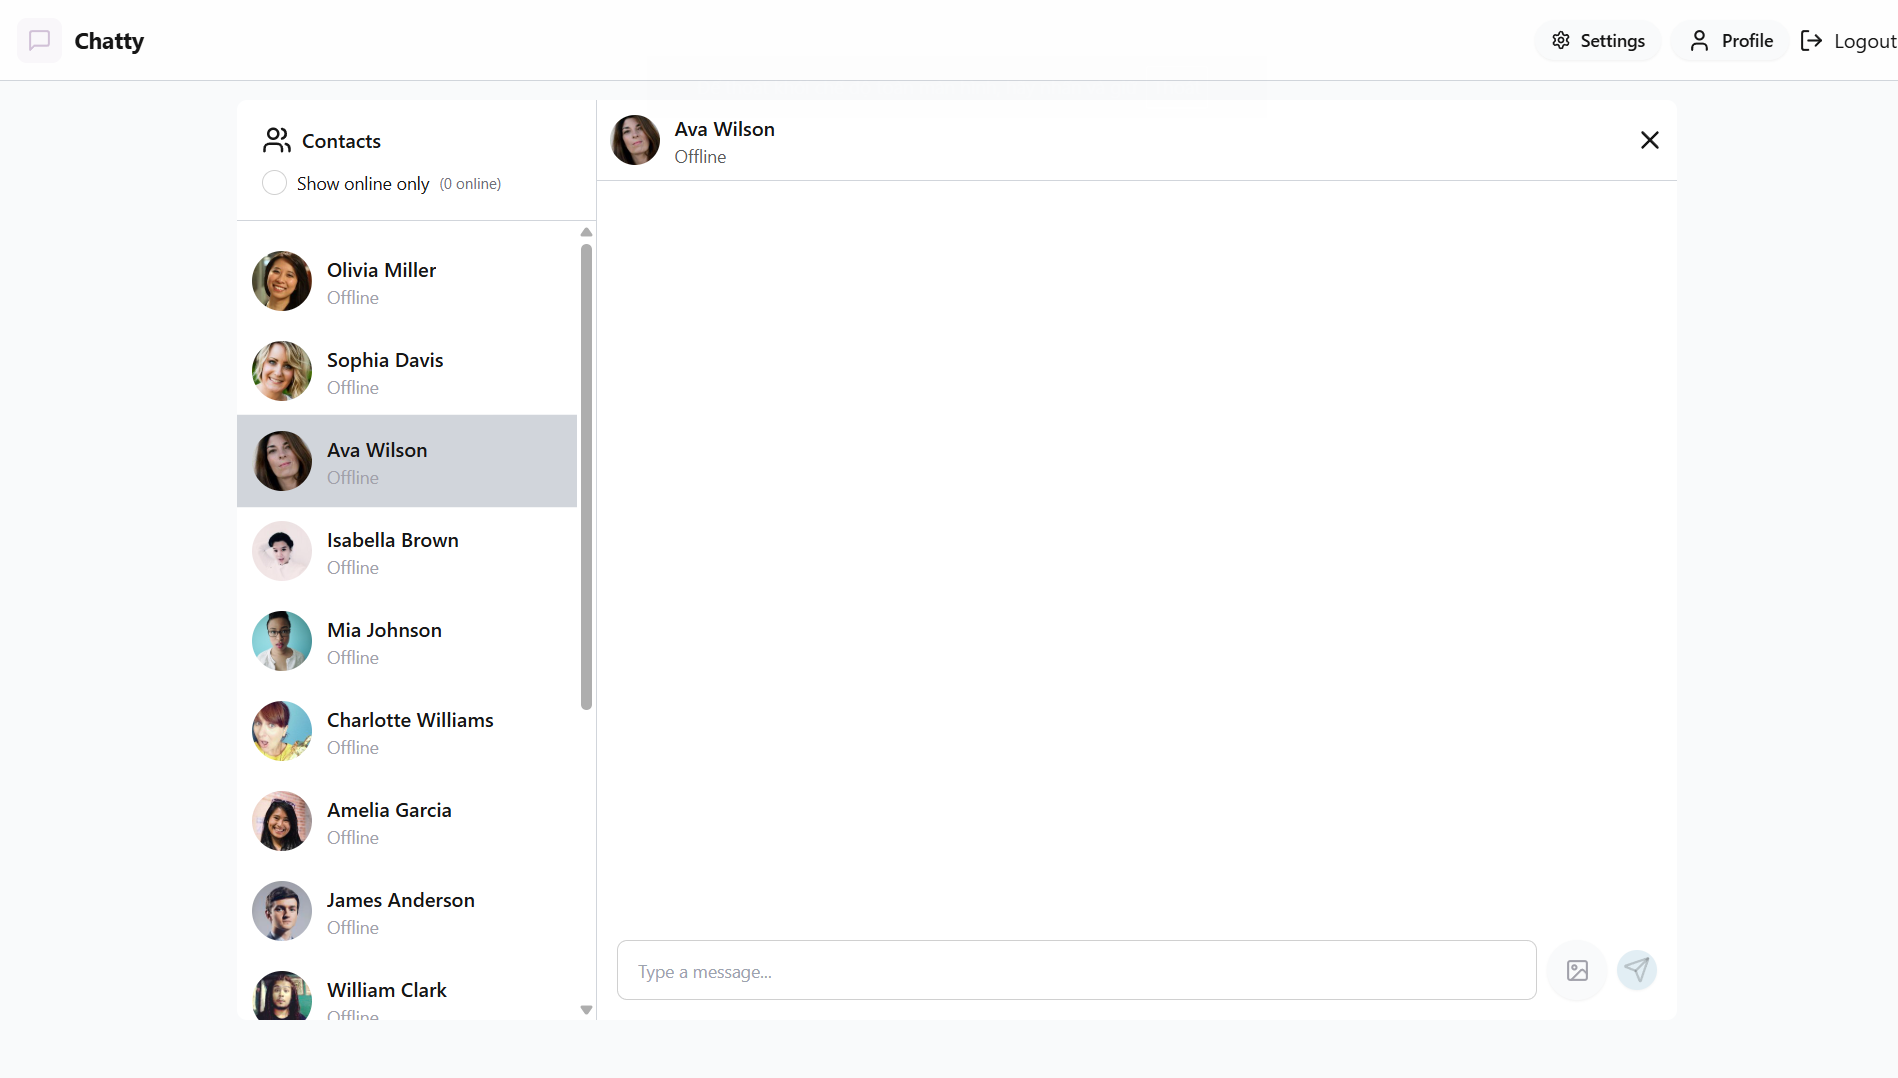 Chatty
Settings
Profile
Logout
Contacts
Show online only (0 online)
Olivia Miller
Offline
Sophia Davis
Offline
Ava Wilson
Offline
Isabella Brown
Offline
Mia Johnson
Offline
Charlotte Williams
Offline
Amelia Garcia
Offline
James Anderson
Offline
William Clark
Offline
Ava Wilson
Offline
Type a message...